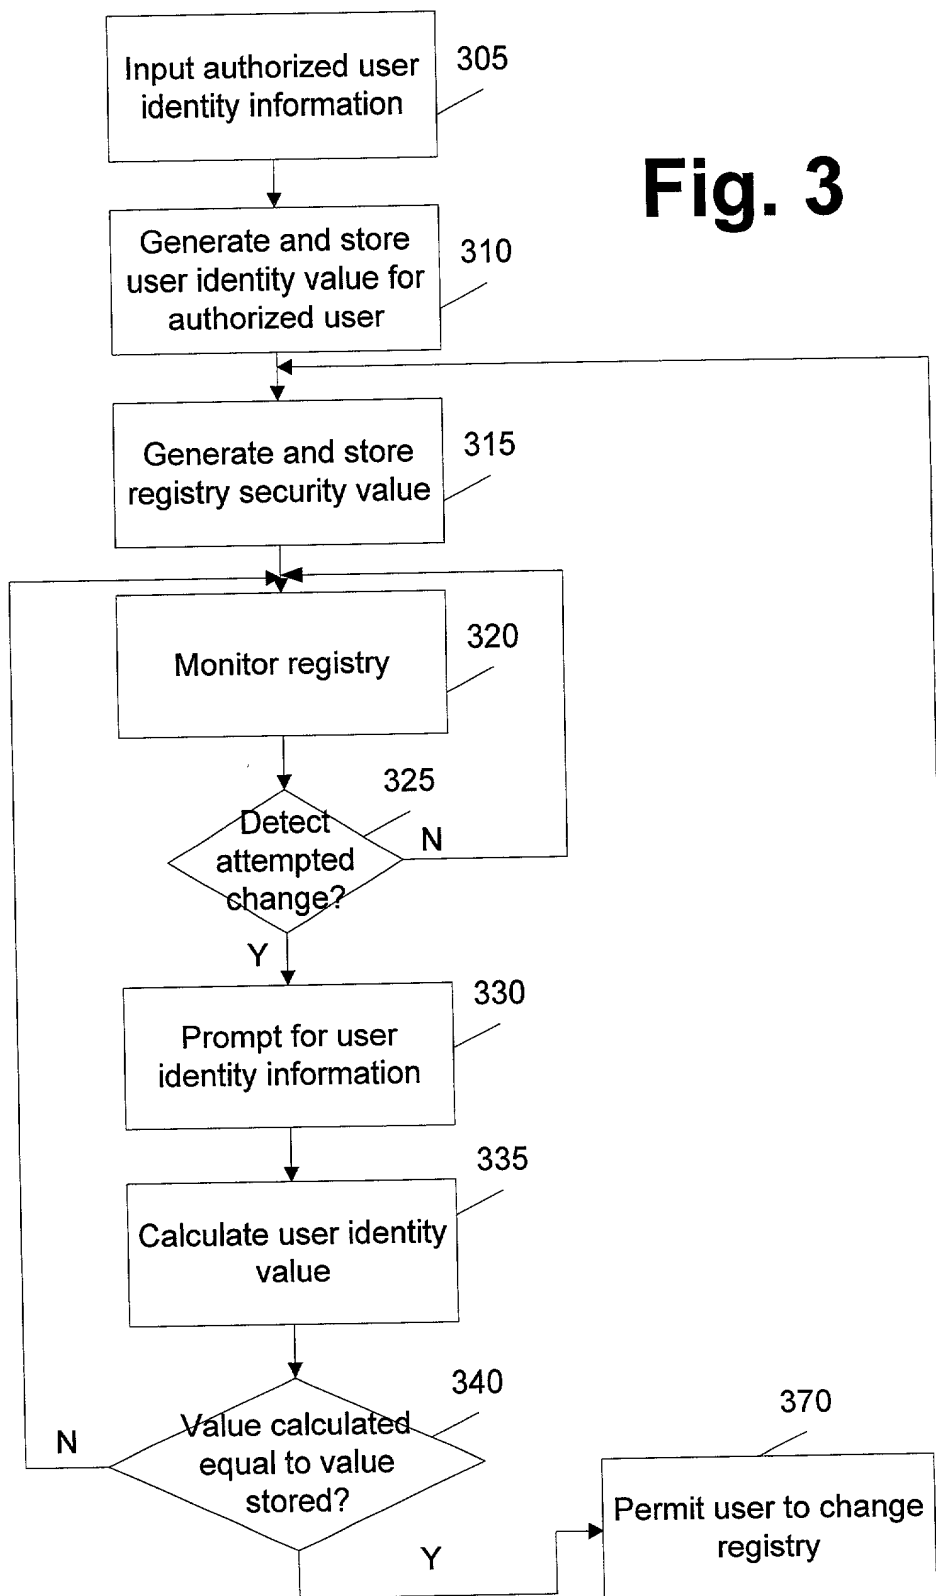 Input authorized user
identity information
305
Fig. 3
Generate and store
user identity value for
authorized user
310
Generate and store
registry security value
315
Monitor registry
320
325
Detect
attempted
change?
N
Y
330
Prompt for user
identity information
335
Calculate user identity
value
340
Value calculated
equal to value
stored?
N
Y
370
Permit user to change
registry